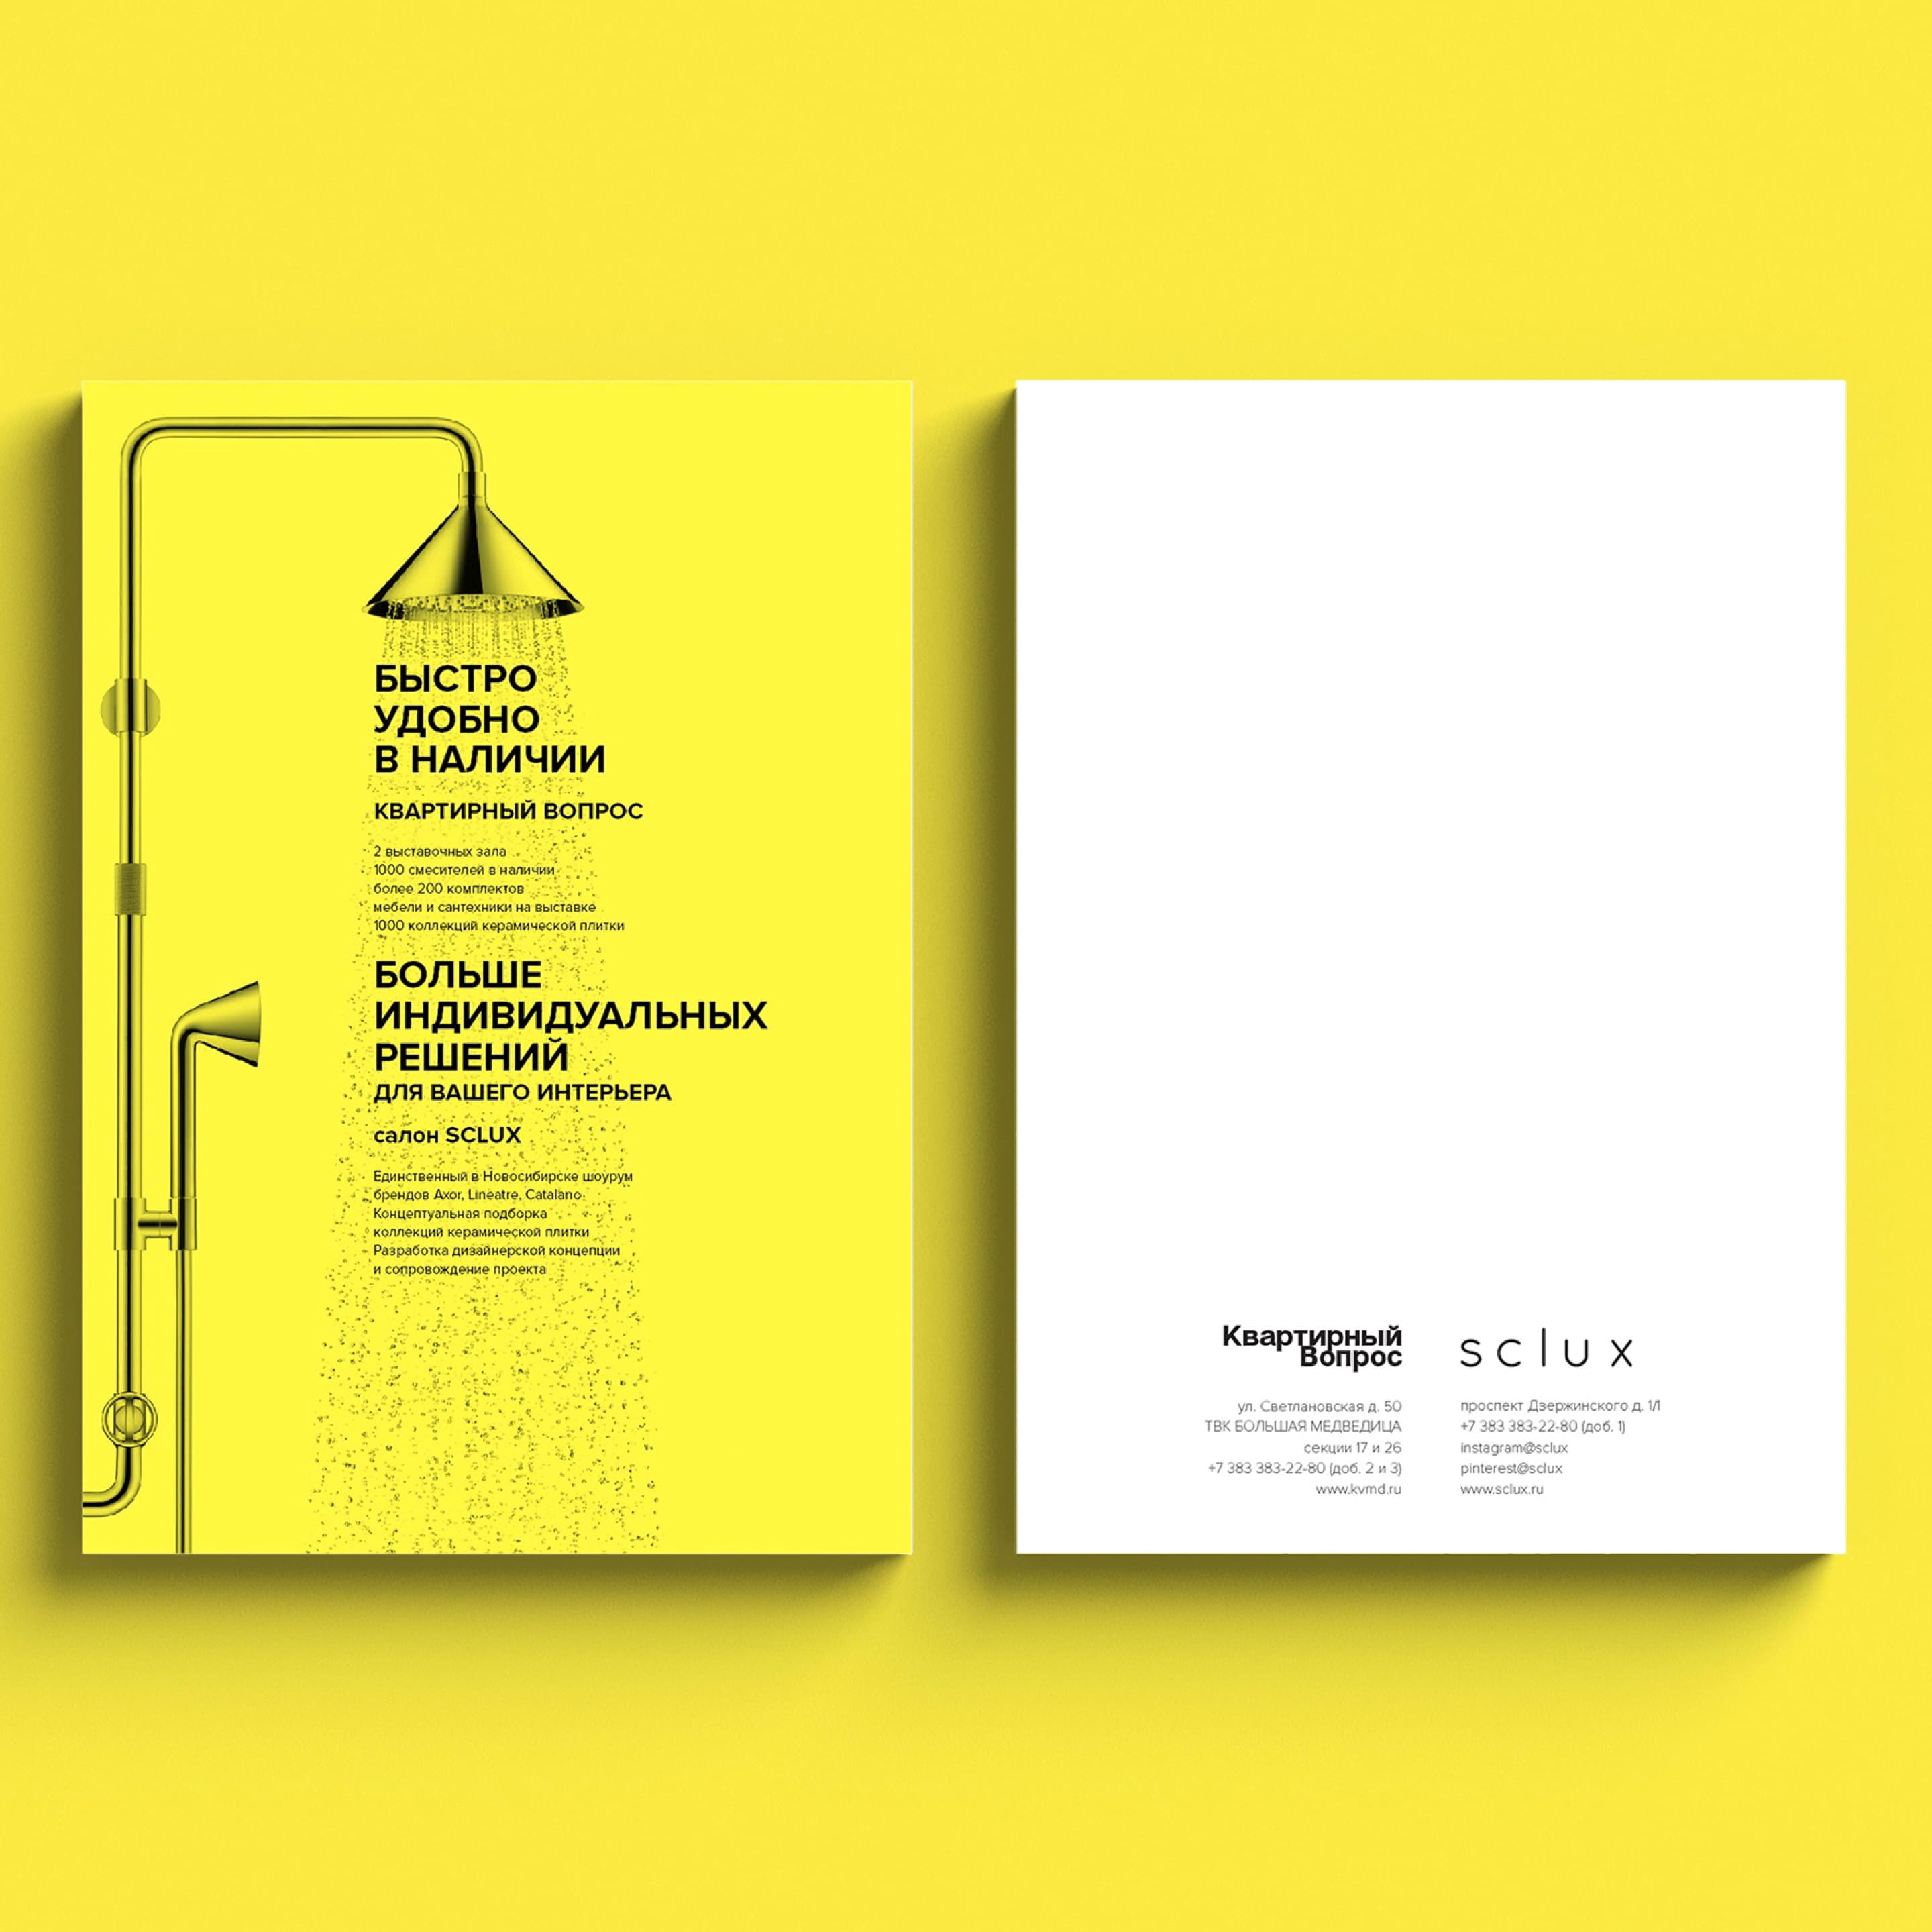 БЫСТРО
УДОБНО
В НАЛИЧИИ
КВАРТИРНЫЙ ВОПРОС
2 выставочных зала
1000 смесителей в наличии
более 200 комплектов
мебели и сантехники на выставке
1000 коллекций керамической плитки
БОЛЬШЕ
ИНДИВИДУАЛЬНЫХ
РЕШЕНИЙ
ДЛЯ ВАШЕГО ИНТЕРЬЕРА
салон SCLUX
Единственный в Новосибирске шоурум
брендов Axor, Lineatre, Catalano
Концептуальная подборка
коллекций керамической плитки
Разработка дизайнерской концепции
и сопровождение проекта
Квартирный
Вопрос
ул. Светлановская д. 50
ТВК БОЛЬШАЯ МЕДВЕДИЦА
секции 17 и 26
+7 383 383-22-80 (доб. 2 и 3)
www.kvmd.ru
sclux
проспект Дзержинского д. 1/1
+7 383 383-22-80 (доб. 1)
instagram@sclux
pinterest@sclux
www.sclux.ru